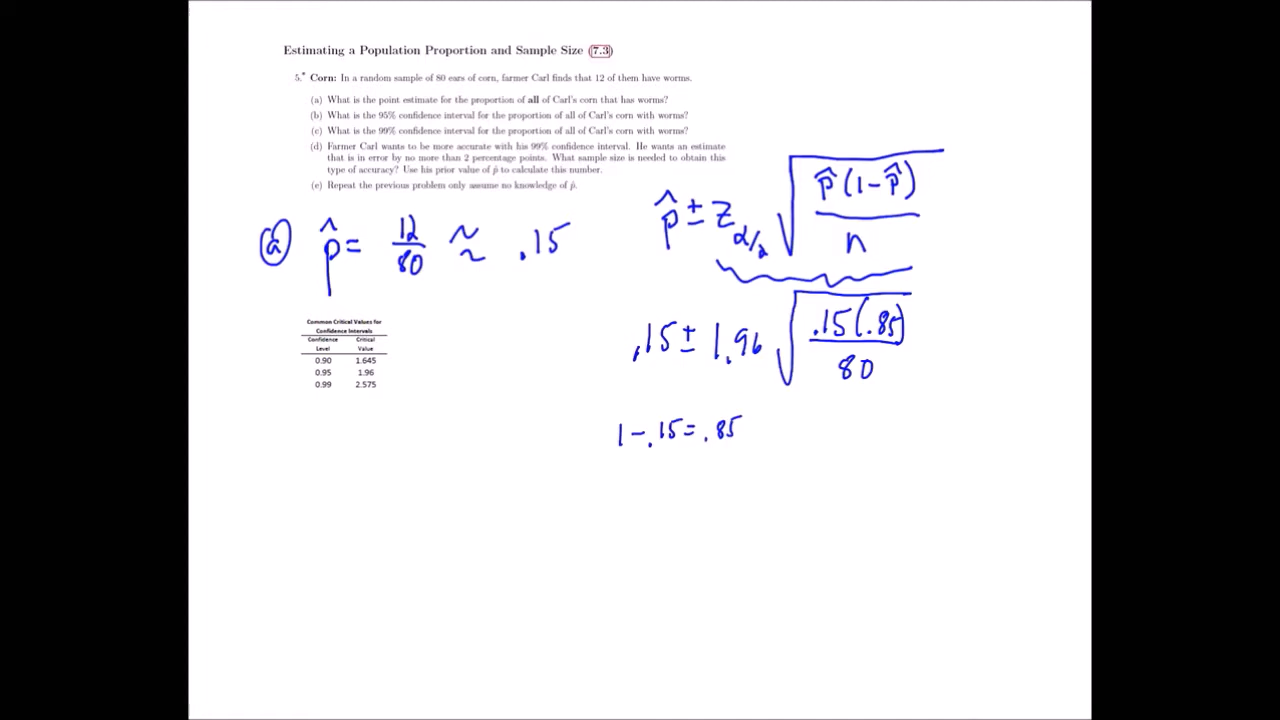 Estimating a Population Proportion and Sample Size (7.3)
5.* Corn: In a random sample of 80 ears of corn, farmer Carl finds that 12 of them have worms.
(a) What is the point estimate for the proportion of all of Carl's corn that has worms?
(b) What is the 95% confidence interval for the proportion of all of Carl's corn with worms?
(c) What is the 99% confidence interval for the proportion of all of Carl's corn with worms?
(d) Farmer Carl wants to be more accurate with his 99% confidence interval. He wants an estimate
that is in error by no more than 2 percentage points. What sample size is needed to obtain this
type of accuracy? Use his prior value of p̂ to calculate this number.
(e) Repeat the previous problem only assume no knowledge of p̂.
(a) p̂ = 12/80 ≈ .15
p̂ ± z_α/2 √(p̂(1-p̂)/n)
.15 ± 1.96 √(.15(.85)/80)
1 - .15 = .85
Common Critical Values for
Confidence Intervals
Confidence Critical
Level Value
0.90 1.645
0.95 1.96
0.99 2.575